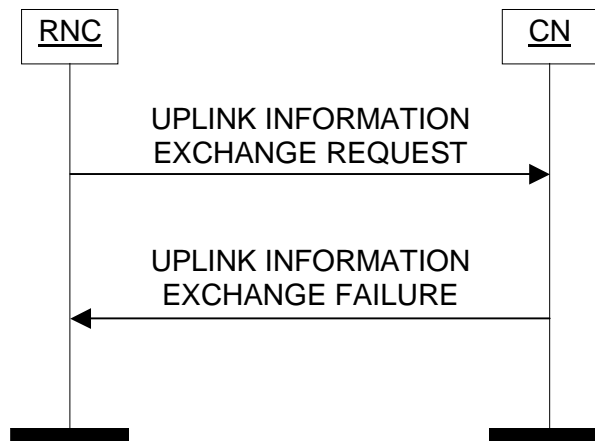 RNC
CN
UPLINK INFORMATION
EXCHANGE REQUEST
UPLINK INFORMATION
EXCHANGE FAILURE